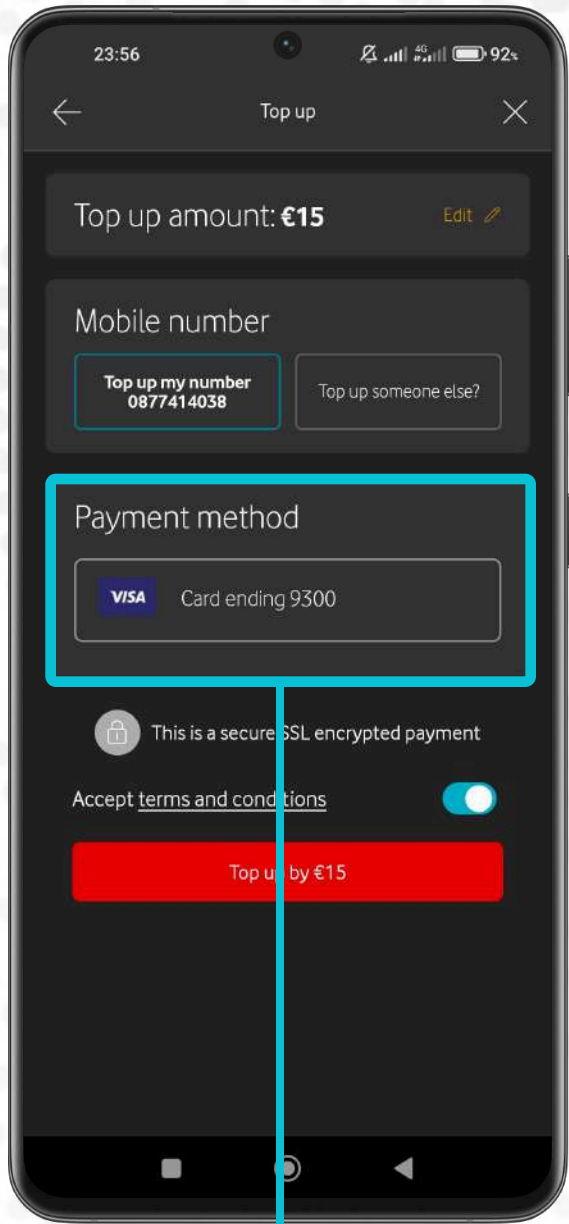 23:56
4G
92%
Top up
Top up amount: €15
Edit
Mobile number
Top up my number
0877414038
Top up someone else?
Payment method
VISA
Card ending 9300
This is a secure SSL encrypted payment
Accept terms and conditions
Top up by €15